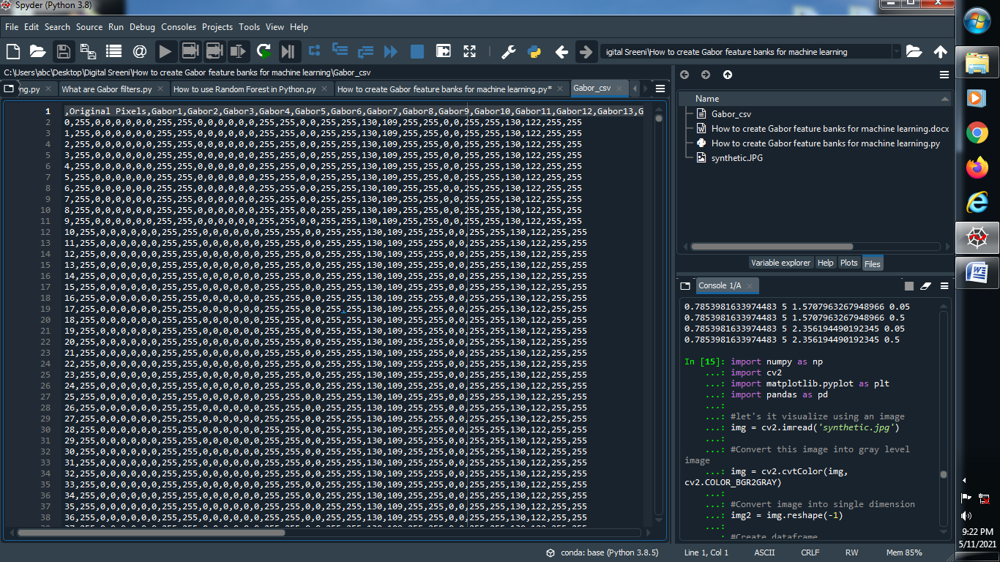 Spyder (Python 3.8)
File Edit Search Source Run Debug Consoles Projects Tools View Help
igital Sreeni\How to create Gabor feature banks for machine learning
C:\Users\abc\Desktop\Digital Sreeni\How to create Gabor feature banks for machine learning\Gabor_csv
ng.py What are Gabor filters.py How to use Random Forest in Python.py How to create Gabor feature banks for machine learning.py* Gabor_csv
1 ,Original Pixels,Gabor1,Gabor2,Gabor3,Gabor4,Gabor5,Gabor6,Gabor7,Gabor8,Gabor9,Gabor10,Gabor11,Gabor12,Gabor13,G
2 0,255,0,0,0,0,0,0,255,255,0,0,0,0,0,0,255,255,0,0,255,255,130,109,255,255,0,0,255,255,130,122,255,255
3 1,255,0,0,0,0,0,0,255,255,0,0,0,0,0,0,255,255,0,0,255,255,130,109,255,255,0,0,255,255,130,122,255,255
4 2,255,0,0,0,0,0,0,255,255,0,0,0,0,0,0,255,255,0,0,255,255,130,109,255,255,0,0,255,255,130,122,255,255
5 3,255,0,0,0,0,0,0,255,255,0,0,0,0,0,0,255,255,0,0,255,255,130,109,255,255,0,0,255,255,130,122,255,255
6 4,255,0,0,0,0,0,0,255,255,0,0,0,0,0,0,255,255,0,0,255,255,130,109,255,255,0,0,255,255,130,122,255,255
7 5,255,0,0,0,0,0,0,255,255,0,0,0,0,0,0,255,255,0,0,255,255,130,109,255,255,0,0,255,255,130,122,255,255
8 6,255,0,0,0,0,0,0,255,255,0,0,0,0,0,0,255,255,0,0,255,255,130,109,255,255,0,0,255,255,130,122,255,255
9 7,255,0,0,0,0,0,0,255,255,0,0,0,0,0,0,255,255,0,0,255,255,130,109,255,255,0,0,255,255,130,122,255,255
10 8,255,0,0,0,0,0,0,255,255,0,0,0,0,0,0,255,255,0,0,255,255,130,109,255,255,0,0,255,255,130,122,255,255
11 9,255,0,0,0,0,0,0,255,255,0,0,0,0,0,0,255,255,0,0,255,255,130,109,255,255,0,0,255,255,130,122,255,255
12 10,255,0,0,0,0,0,0,255,255,0,0,0,0,0,0,255,255,0,0,255,255,130,109,255,255,0,0,255,255,130,122,255,255
13 11,255,0,0,0,0,0,0,255,255,0,0,0,0,0,0,255,255,0,0,255,255,130,109,255,255,0,0,255,255,130,122,255,255
14 12,255,0,0,0,0,0,0,255,255,0,0,0,0,0,0,255,255,0,0,255,255,130,109,255,255,0,0,255,255,130,122,255,255
15 13,255,0,0,0,0,0,0,255,255,0,0,0,0,0,0,255,255,0,0,255,255,130,109,255,255,0,0,255,255,130,122,255,255
16 14,255,0,0,0,0,0,0,255,255,0,0,0,0,0,0,255,255,0,0,255,255,130,109,255,255,0,0,255,255,130,122,255,255
17 15,255,0,0,0,0,0,0,255,255,0,0,0,0,0,0,255,255,0,0,255,255,130,109,255,255,0,0,255,255,130,122,255,255
18 16,255,0,0,0,0,0,0,255,255,0,0,0,0,0,0,255,255,0,0,255,255,130,109,255,255,0,0,255,255,130,122,255,255
19 17,255,0,0,0,0,0,0,255,255,0,0,0,0,0,0,255,255,0,0,255,255,130,109,255,255,0,0,255,255,130,122,255,255
20 18,255,0,0,0,0,0,0,255,255,0,0,0,0,0,0,255,255,0,0,255,255,130,109,255,255,0,0,255,255,130,122,255,255
21 19,255,0,0,0,0,0,0,255,255,0,0,0,0,0,0,255,255,0,0,255,255,130,109,255,255,0,0,255,255,130,122,255,255
22 20,255,0,0,0,0,0,0,255,255,0,0,0,0,0,0,255,255,0,0,255,255,130,109,255,255,0,0,255,255,130,122,255,255
23 21,255,0,0,0,0,0,0,255,255,0,0,0,0,0,0,255,255,0,0,255,255,130,109,255,255,0,0,255,255,130,122,255,255
24 22,255,0,0,0,0,0,0,255,255,0,0,0,0,0,0,255,255,0,0,255,255,130,109,255,255,0,0,255,255,130,122,255,255
25 23,255,0,0,0,0,0,0,255,255,0,0,0,0,0,0,255,255,0,0,255,255,130,109,255,255,0,0,255,255,130,122,255,255
26 24,255,0,0,0,0,0,0,255,255,0,0,0,0,0,0,255,255,0,0,255,255,130,109,255,255,0,0,255,255,130,122,255,255
27 25,255,0,0,0,0,0,0,255,255,0,0,0,0,0,0,255,255,0,0,255,255,130,109,255,255,0,0,255,255,130,122,255,255
28 26,255,0,0,0,0,0,0,255,255,0,0,0,0,0,0,255,255,0,0,255,255,130,109,255,255,0,0,255,255,130,122,255,255
29 27,255,0,0,0,0,0,0,255,255,0,0,0,0,0,0,255,255,0,0,255,255,130,109,255,255,0,0,255,255,130,122,255,255
30 28,255,0,0,0,0,0,0,255,255,0,0,0,0,0,0,255,255,0,0,255,255,130,109,255,255,0,0,255,255,130,122,255,255
31 29,255,0,0,0,0,0,0,255,255,0,0,0,0,0,0,255,255,0,0,255,255,130,109,255,255,0,0,255,255,130,122,255,255
32 30,255,0,0,0,0,0,0,255,255,0,0,0,0,0,0,255,255,0,0,255,255,130,109,255,255,0,0,255,255,130,122,255,255
33 31,255,0,0,0,0,0,0,255,255,0,0,0,0,0,0,255,255,0,0,255,255,130,109,255,255,0,0,255,255,130,122,255,255
34 32,255,0,0,0,0,0,0,255,255,0,0,0,0,0,0,255,255,0,0,255,255,130,109,255,255,0,0,255,255,130,122,255,255
35 33,255,0,0,0,0,0,0,255,255,0,0,0,0,0,0,255,255,0,0,255,255,130,109,255,255,0,0,255,255,130,122,255,255
36 34,255,0,0,0,0,0,0,255,255,0,0,0,0,0,0,255,255,0,0,255,255,130,109,255,255,0,0,255,255,130,122,255,255
37 35,255,0,0,0,0,0,0,255,255,0,0,0,0,0,0,255,255,0,0,255,255,130,109,255,255,0,0,255,255,130,122,255,255
38 36,255,0,0,0,0,0,0,255,255,0,0,0,0,0,0,255,255,0,0,255,255,130,109,255,255,0,0,255,255,130,122,255,255
Name
Gabor_csv
How to create Gabor feature banks for machine learning.docx
How to create Gabor feature banks for machine learning.py
synthetic.JPG
Variable explorer Help Plots Files
Console 1/A
0.7853981633974483 5 1.5707963267948966 0.05
0.7853981633974483 5 1.5707963267948966 0.5
0.7853981633974483 5 2.356194490192345 0.05
0.7853981633974483 5 2.356194490192345 0.5
In [15]: import numpy as np
...: import cv2
...: import matplotlib.pyplot as plt
...: import pandas as pd
...:
...: #let's it visualize using an image
...: img = cv2.imread('synthetic.jpg')
...:
...: #Convert this image into gray level
image
...: img = cv2.cvtColor(img,
cv2.COLOR_BGR2GRAY)
...:
...: #Convert image into single dimension
...: img2 = img.reshape(-1)
...:
...: #Create dataframe
conda: base (Python 3.8.5) Line 1, Col 1 ASCII CRLF RW Mem 85%
9:22 PM
5/11/2021